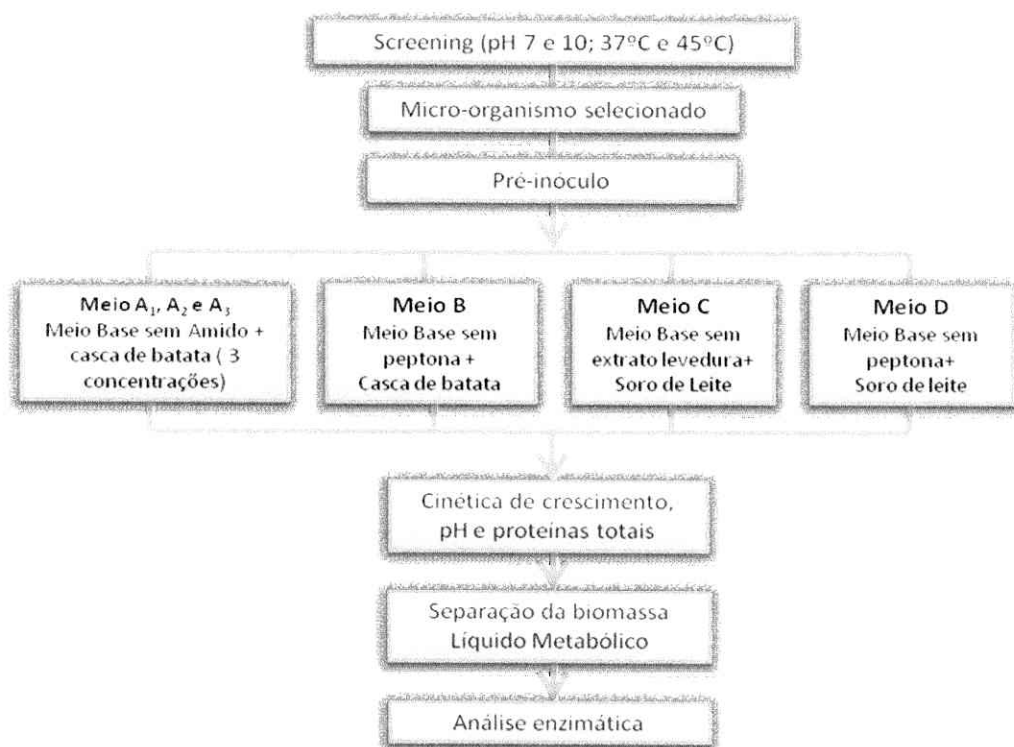 Screening (pH 7 e 10; 37ºC e 45ºC)
Micro-organismo selecionado
Pré-inóculo
Meio A₁, A₂ e A₃
Meio Base sem Amido +
casca de batata ( 3
concentrações)
Meio B
Meio Base sem
peptona +
Casca de batata
Meio C
Meio Base sem
extrato levedura+
Soro de Leite
Meio D
Meio Base sem
peptona+
Soro de leite
Cinética de crescimento,
pH e proteínas totais
Separação da biomassa
Líquido Metabólico
Análise enzimática